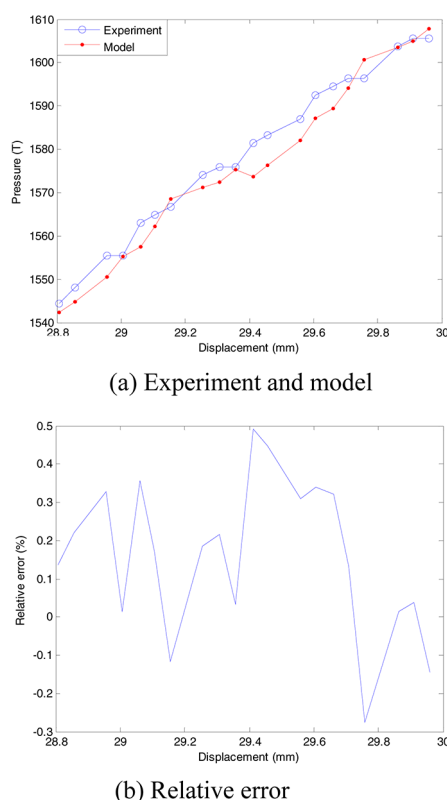 1610
Experiment
Model
1600
1590
1580
1570
1560
1550
1540
Pressure (T)
28.8 29 29.2 29.4 29.6 29.8 30
Displacement (mm)
(a) Experiment and model
0.5
0.4
0.3
0.2
0.1
0
-0.1
-0.2
-0.3
Relative error (%)
28.8 29 29.2 29.4 29.6 29.8 30
Displacement (mm)
(b) Relative error